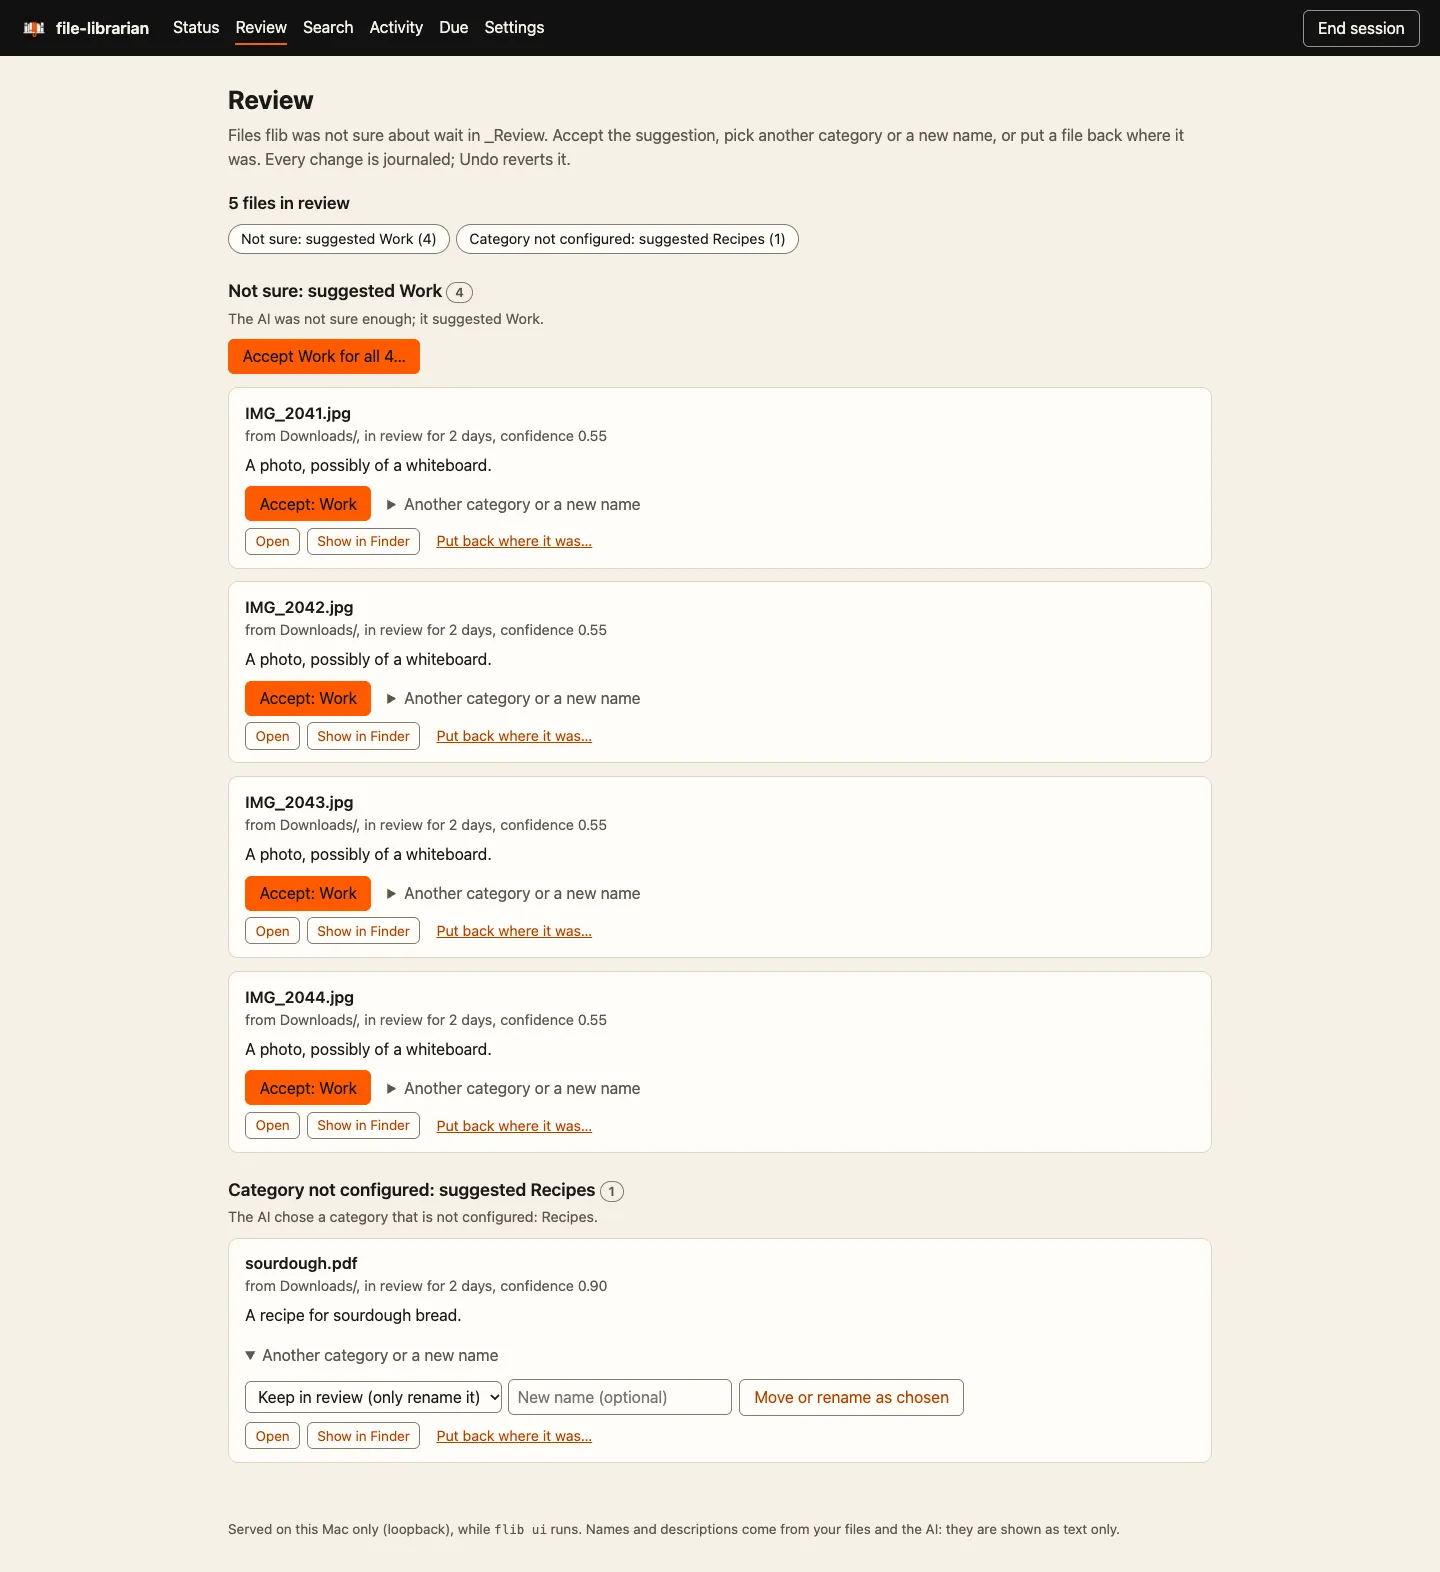 file-librarian Status Review Search Activity Due Settings End session
Review
Files flib was not sure about wait in _Review. Accept the suggestion, pick another category or a new name, or put a file back where it
was. Every change is journaled; Undo reverts it.
5 files in review
Not sure: suggested Work (4) Category not configured: suggested Recipes (1)
Not sure: suggested Work 4
The AI was not sure enough; it suggested Work.
Accept Work for all 4...
IMG_2041.jpg
from Downloads/, in review for 2 days, confidence 0.55
A photo, possibly of a whiteboard.
Accept: Work ▶ Another category or a new name
Open Show in Finder Put back where it was...
IMG_2042.jpg
from Downloads/, in review for 2 days, confidence 0.55
A photo, possibly of a whiteboard.
Accept: Work ▶ Another category or a new name
Open Show in Finder Put back where it was...
IMG_2043.jpg
from Downloads/, in review for 2 days, confidence 0.55
A photo, possibly of a whiteboard.
Accept: Work ▶ Another category or a new name
Open Show in Finder Put back where it was...
IMG_2044.jpg
from Downloads/, in review for 2 days, confidence 0.55
A photo, possibly of a whiteboard.
Accept: Work ▶ Another category or a new name
Open Show in Finder Put back where it was...
Category not configured: suggested Recipes 1
The AI chose a category that is not configured: Recipes.
sourdough.pdf
from Downloads/, in review for 2 days, confidence 0.90
A recipe for sourdough bread.
▼ Another category or a new name
Keep in review (only rename it) New name (optional) Move or rename as chosen
Open Show in Finder Put back where it was...
Served on this Mac only (loopback), while flib ui runs. Names and descriptions come from your files and the AI: they are shown as text only.